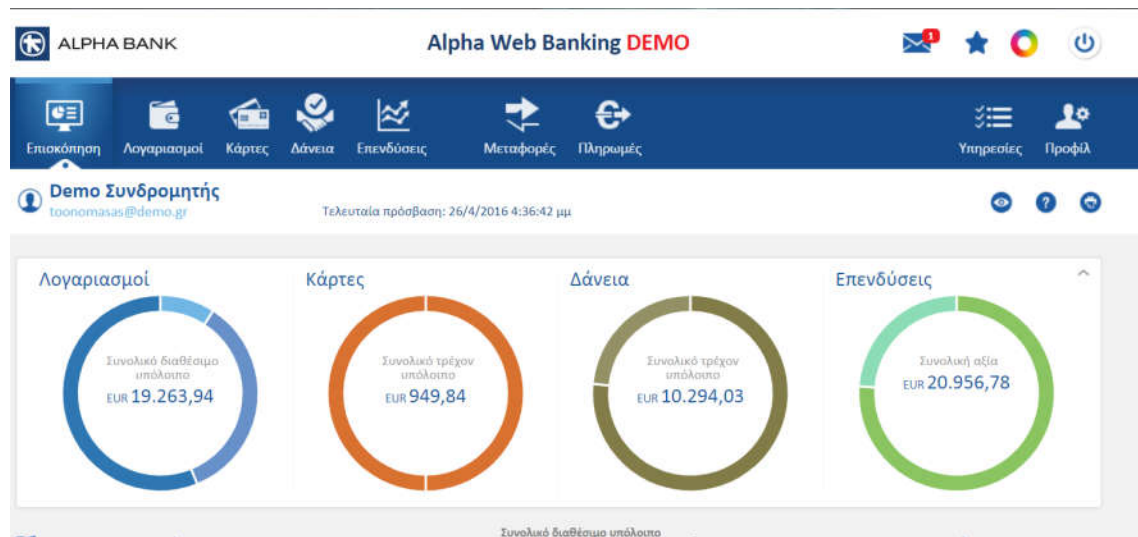 ALPHA BANK
Alpha Web Banking DEMO
1
Επισκόπηση Λογαριασμοί Κάρτες Δάνεια Επενδύσεις Μεταφορές Πληρωμές Υπηρεσίες Προφίλ
Demo Συνδρομητής
toonomasas@demo.gr
Τελευταία πρόσβαση: 26/4/2016 4:36:42 μμ
Λογαριασμοί
Συνολικό διαθέσιμο
υπόλοιπο
EUR 19.263,94
Κάρτες
Συνολικό τρέχον
υπόλοιπο
EUR 949,84
Δάνεια
Συνολικό τρέχον
υπόλοιπο
EUR 10.294,03
Επενδύσεις
Συνολική αξία
EUR 20.956,78
Συνολικό διαθέσιμο υπόλοιπο